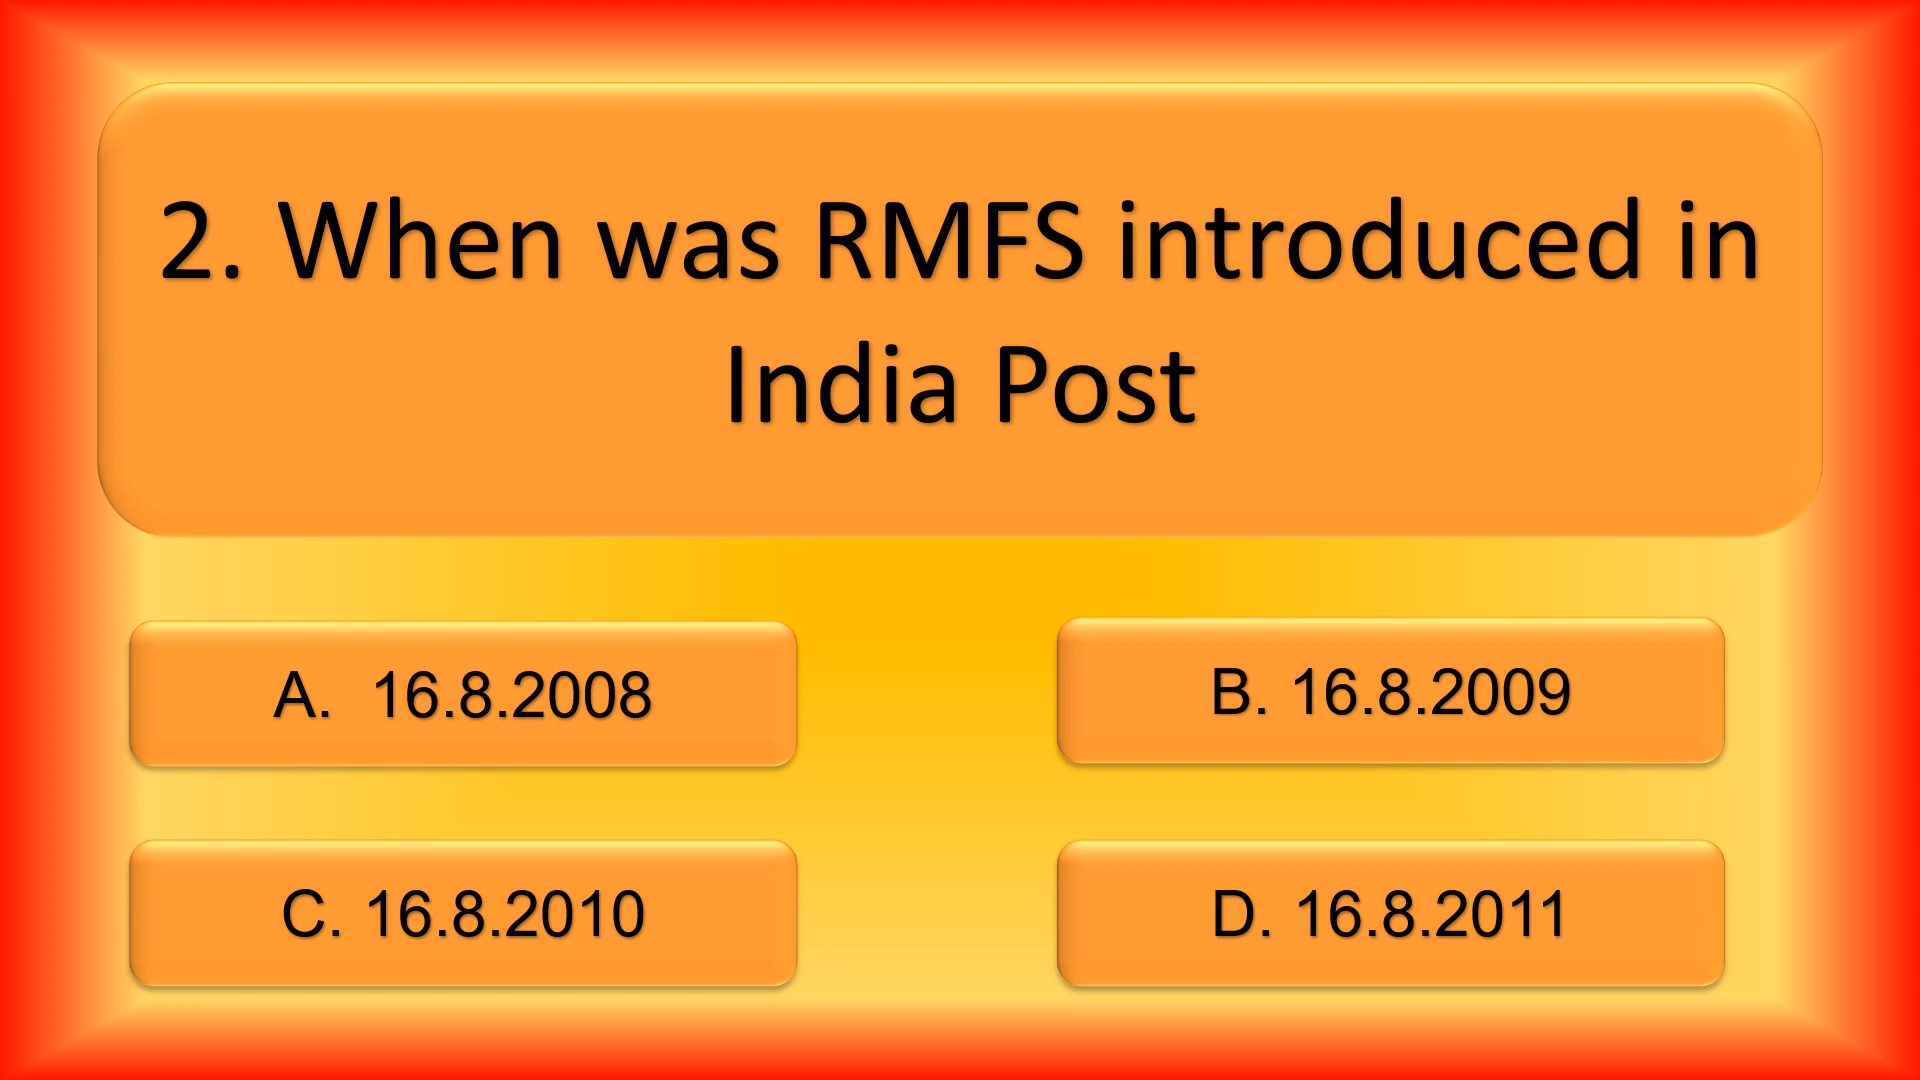 2. When was RMFS introduced in
India Post
A.  16.8.2008
B. 16.8.2009
C. 16.8.2010
D. 16.8.2011